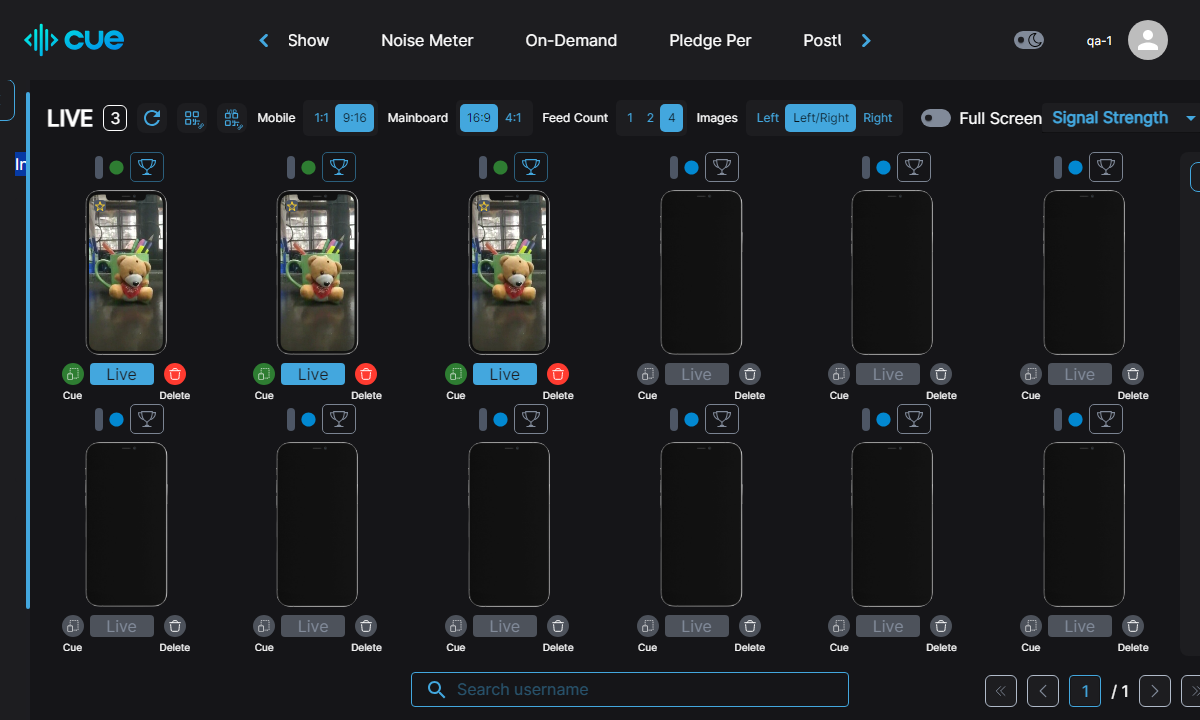 cue
Show Noise Meter On-Demand Pledge Per PostU
qa-1
LIVE 3 Mobile 1:1 9:16 Mainboard 16:9 4:1 Feed Count 1 2 4 Images Left Left/Right Right Full Screen Signal Strength
In
Live Live Live Live Live Live
Cue Delete Cue Delete Cue Delete Cue Delete Cue Delete Cue Delete
Live Live Live Live Live Live
Cue Delete Cue Delete Cue Delete Cue Delete Cue Delete Cue Delete
Search username
1 / 1